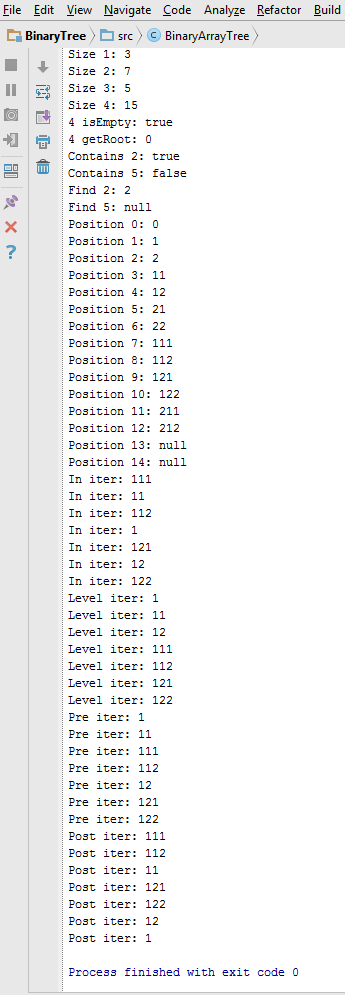 File Edit View Navigate Code Analyze Refactor Build
BinaryTree src BinaryArrayTree
Size 1: 3
Size 2: 7
Size 3: 5
Size 4: 15
4 isEmpty: true
4 getRoot: 0
Contains 2: true
Contains 5: false
Find 2: 2
Find 5: null
Position 0: 0
Position 1: 1
Position 2: 2
Position 3: 11
Position 4: 12
Position 5: 21
Position 6: 22
Position 7: 111
Position 8: 112
Position 9: 121
Position 10: 122
Position 11: 211
Position 12: 212
Position 13: null
Position 14: null
In iter: 111
In iter: 11
In iter: 112
In iter: 1
In iter: 121
In iter: 12
In iter: 122
Level iter: 1
Level iter: 11
Level iter: 12
Level iter: 111
Level iter: 112
Level iter: 121
Level iter: 122
Pre iter: 1
Pre iter: 11
Pre iter: 111
Pre iter: 112
Pre iter: 12
Pre iter: 121
Pre iter: 122
Post iter: 111
Post iter: 112
Post iter: 11
Post iter: 121
Post iter: 122
Post iter: 12
Post iter: 1
Process finished with exit code 0